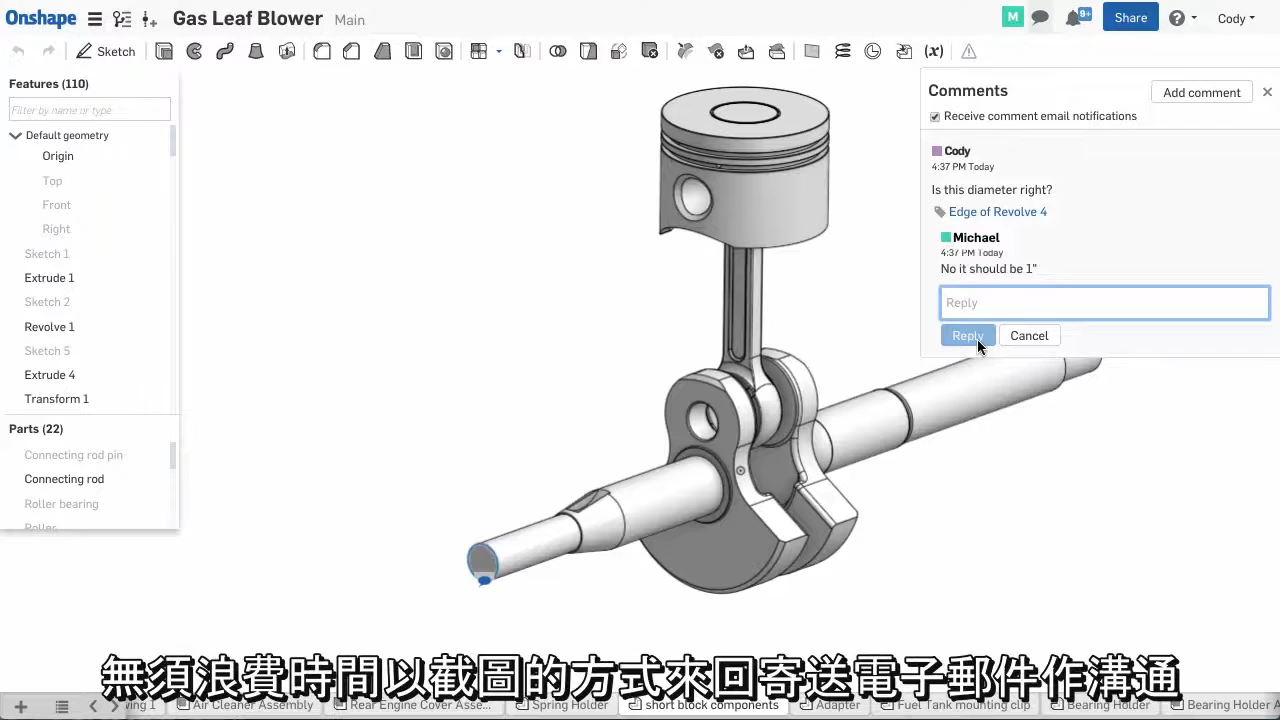 Onshape
Gas Leaf Blower Main
M
9+
Share
Cody
Sketch
(x)
Features (110)
Filter by name or type
Default geometry
Origin
Top
Front
Right
Sketch 1
Extrude 1
Sketch 2
Revolve 1
Sketch 5
Extrude 4
Transform 1
Parts (22)
Connecting rod pin
Connecting rod
Roller bearing
Roller
Comments
Add comment
Receive comment email notifications
Cody
4:37 PM Today
Is this diameter right?
Edge of Revolve 4
Michael
4:37 PM Today
No it should be 1"
Reply
Reply Cancel
無須浪費時間以截圖的方式來回寄送電子郵件作溝通
Air Cleaner Assembly Rear Engine Cover Asse... Spring Holder short block components Adapter Fuel Tank mounting clip Bearing Holder Bearing Holder